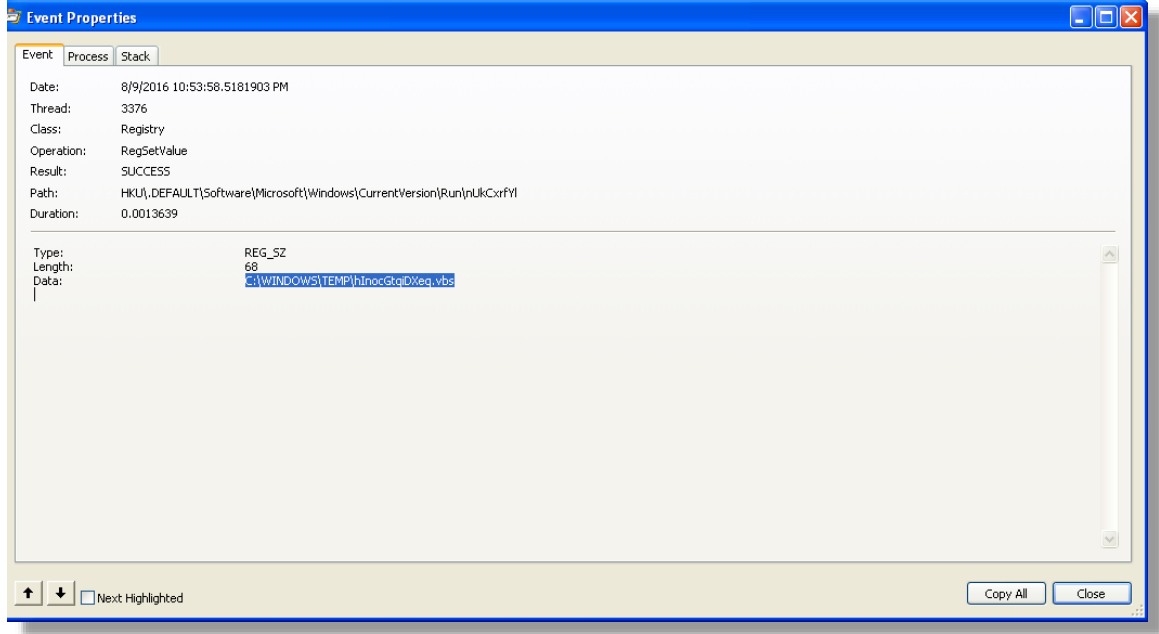 Event Properties
Event Process Stack
Date: 8/9/2016 10:53:58.5181903 PM
Thread: 3376
Class: Registry
Operation: RegSetValue
Result: SUCCESS
Path: HKU\.DEFAULT\Software\Microsoft\Windows\CurrentVersion\Run\nUkCxrfYl
Duration: 0.0013639
Type: REG_SZ
Length: 68
Data: C:\WINDOWS\TEMP\hInocGtqiDXeq.vbs
Next Highlighted Copy All Close